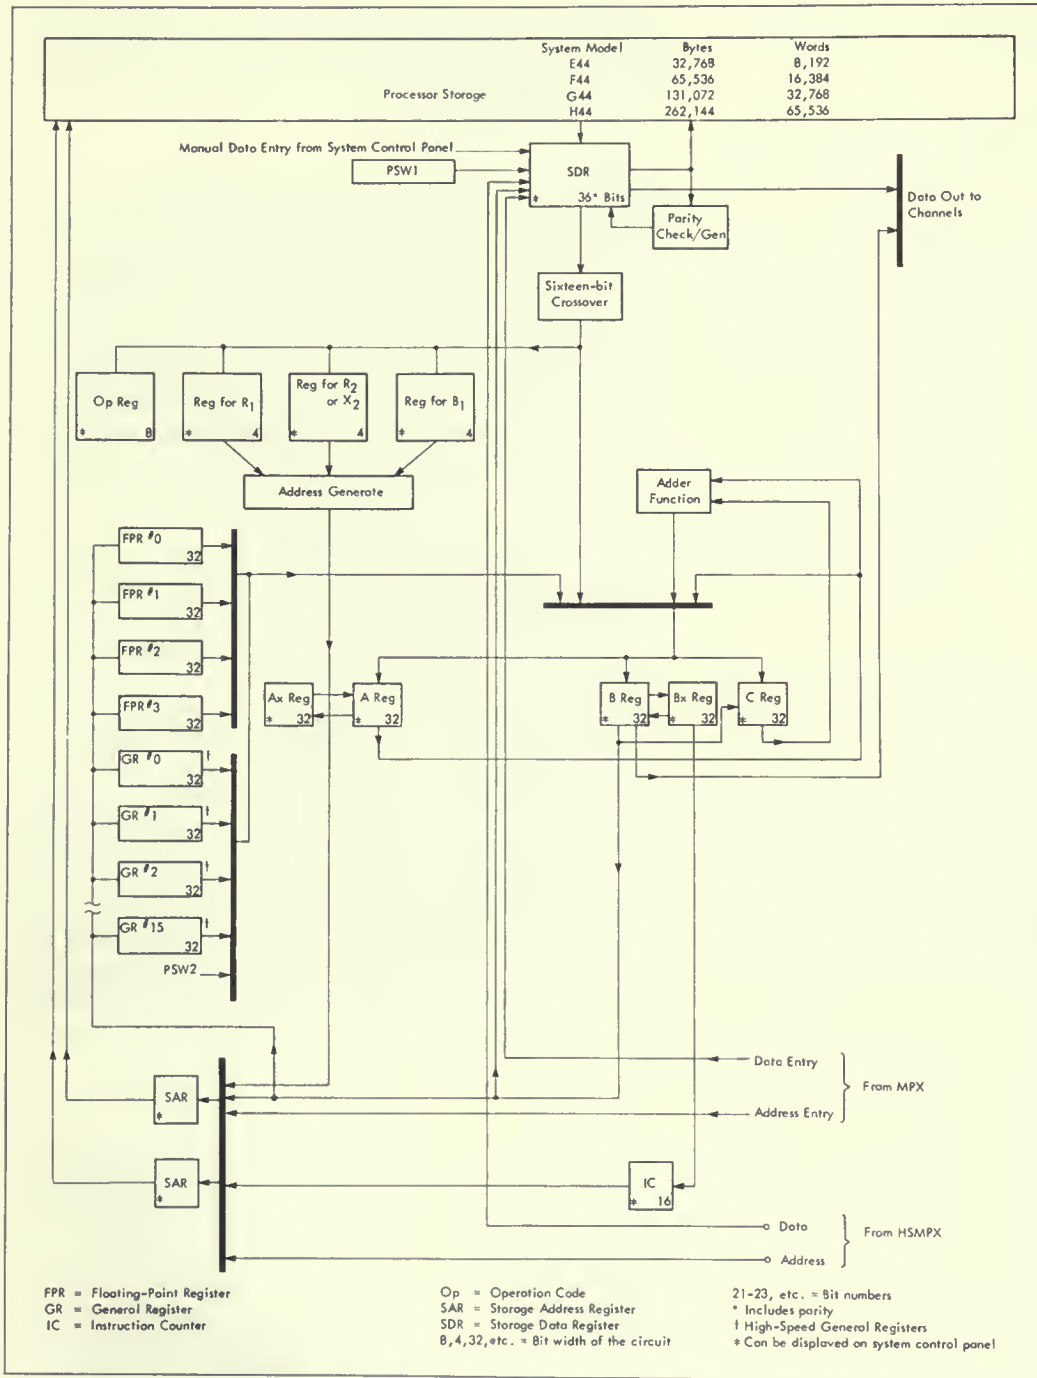 System Model Bytes Words
E44 32,768 8,192
F44 65,536 16,384
Processor Storage G44 131,072 32,768
H44 262,144 65,536
Manual Data Entry from System Control Panel
PSW1
SDR
* 36° Bits
Parity
Check/Gen
Data Out to
Channels
Sixteen-bit
Crossover
Op Reg
* 8
Reg for R1
* 4
Reg for R2
or X2
* 4
Reg for B1
* 4
Address Generate
Adder
Function
FPR #0
32
FPR #1
32
FPR #2
32
FPR #3
32
Ax Reg
* 32
A Reg
* 32
B Reg
* 32
Bx Reg
* 32
C Reg
* 32
GR #0 †
32
GR #1 †
32
GR #2 †
32
GR #15 †
32
PSW2
SAR
*
SAR
*
IC
* 16
Data Entry
From MPX
Address Entry
Data
From HSMPX
Address
FPR = Floating-Point Register
GR = General Register
IC = Instruction Counter
Op = Operation Code
SAR = Storage Address Register
SDR = Storage Data Register
8,4,32,etc. = Bit width of the circuit
21-23, etc. = Bit numbers
° Includes parity
† High-Speed General Registers
* Can be displayed on system control panel